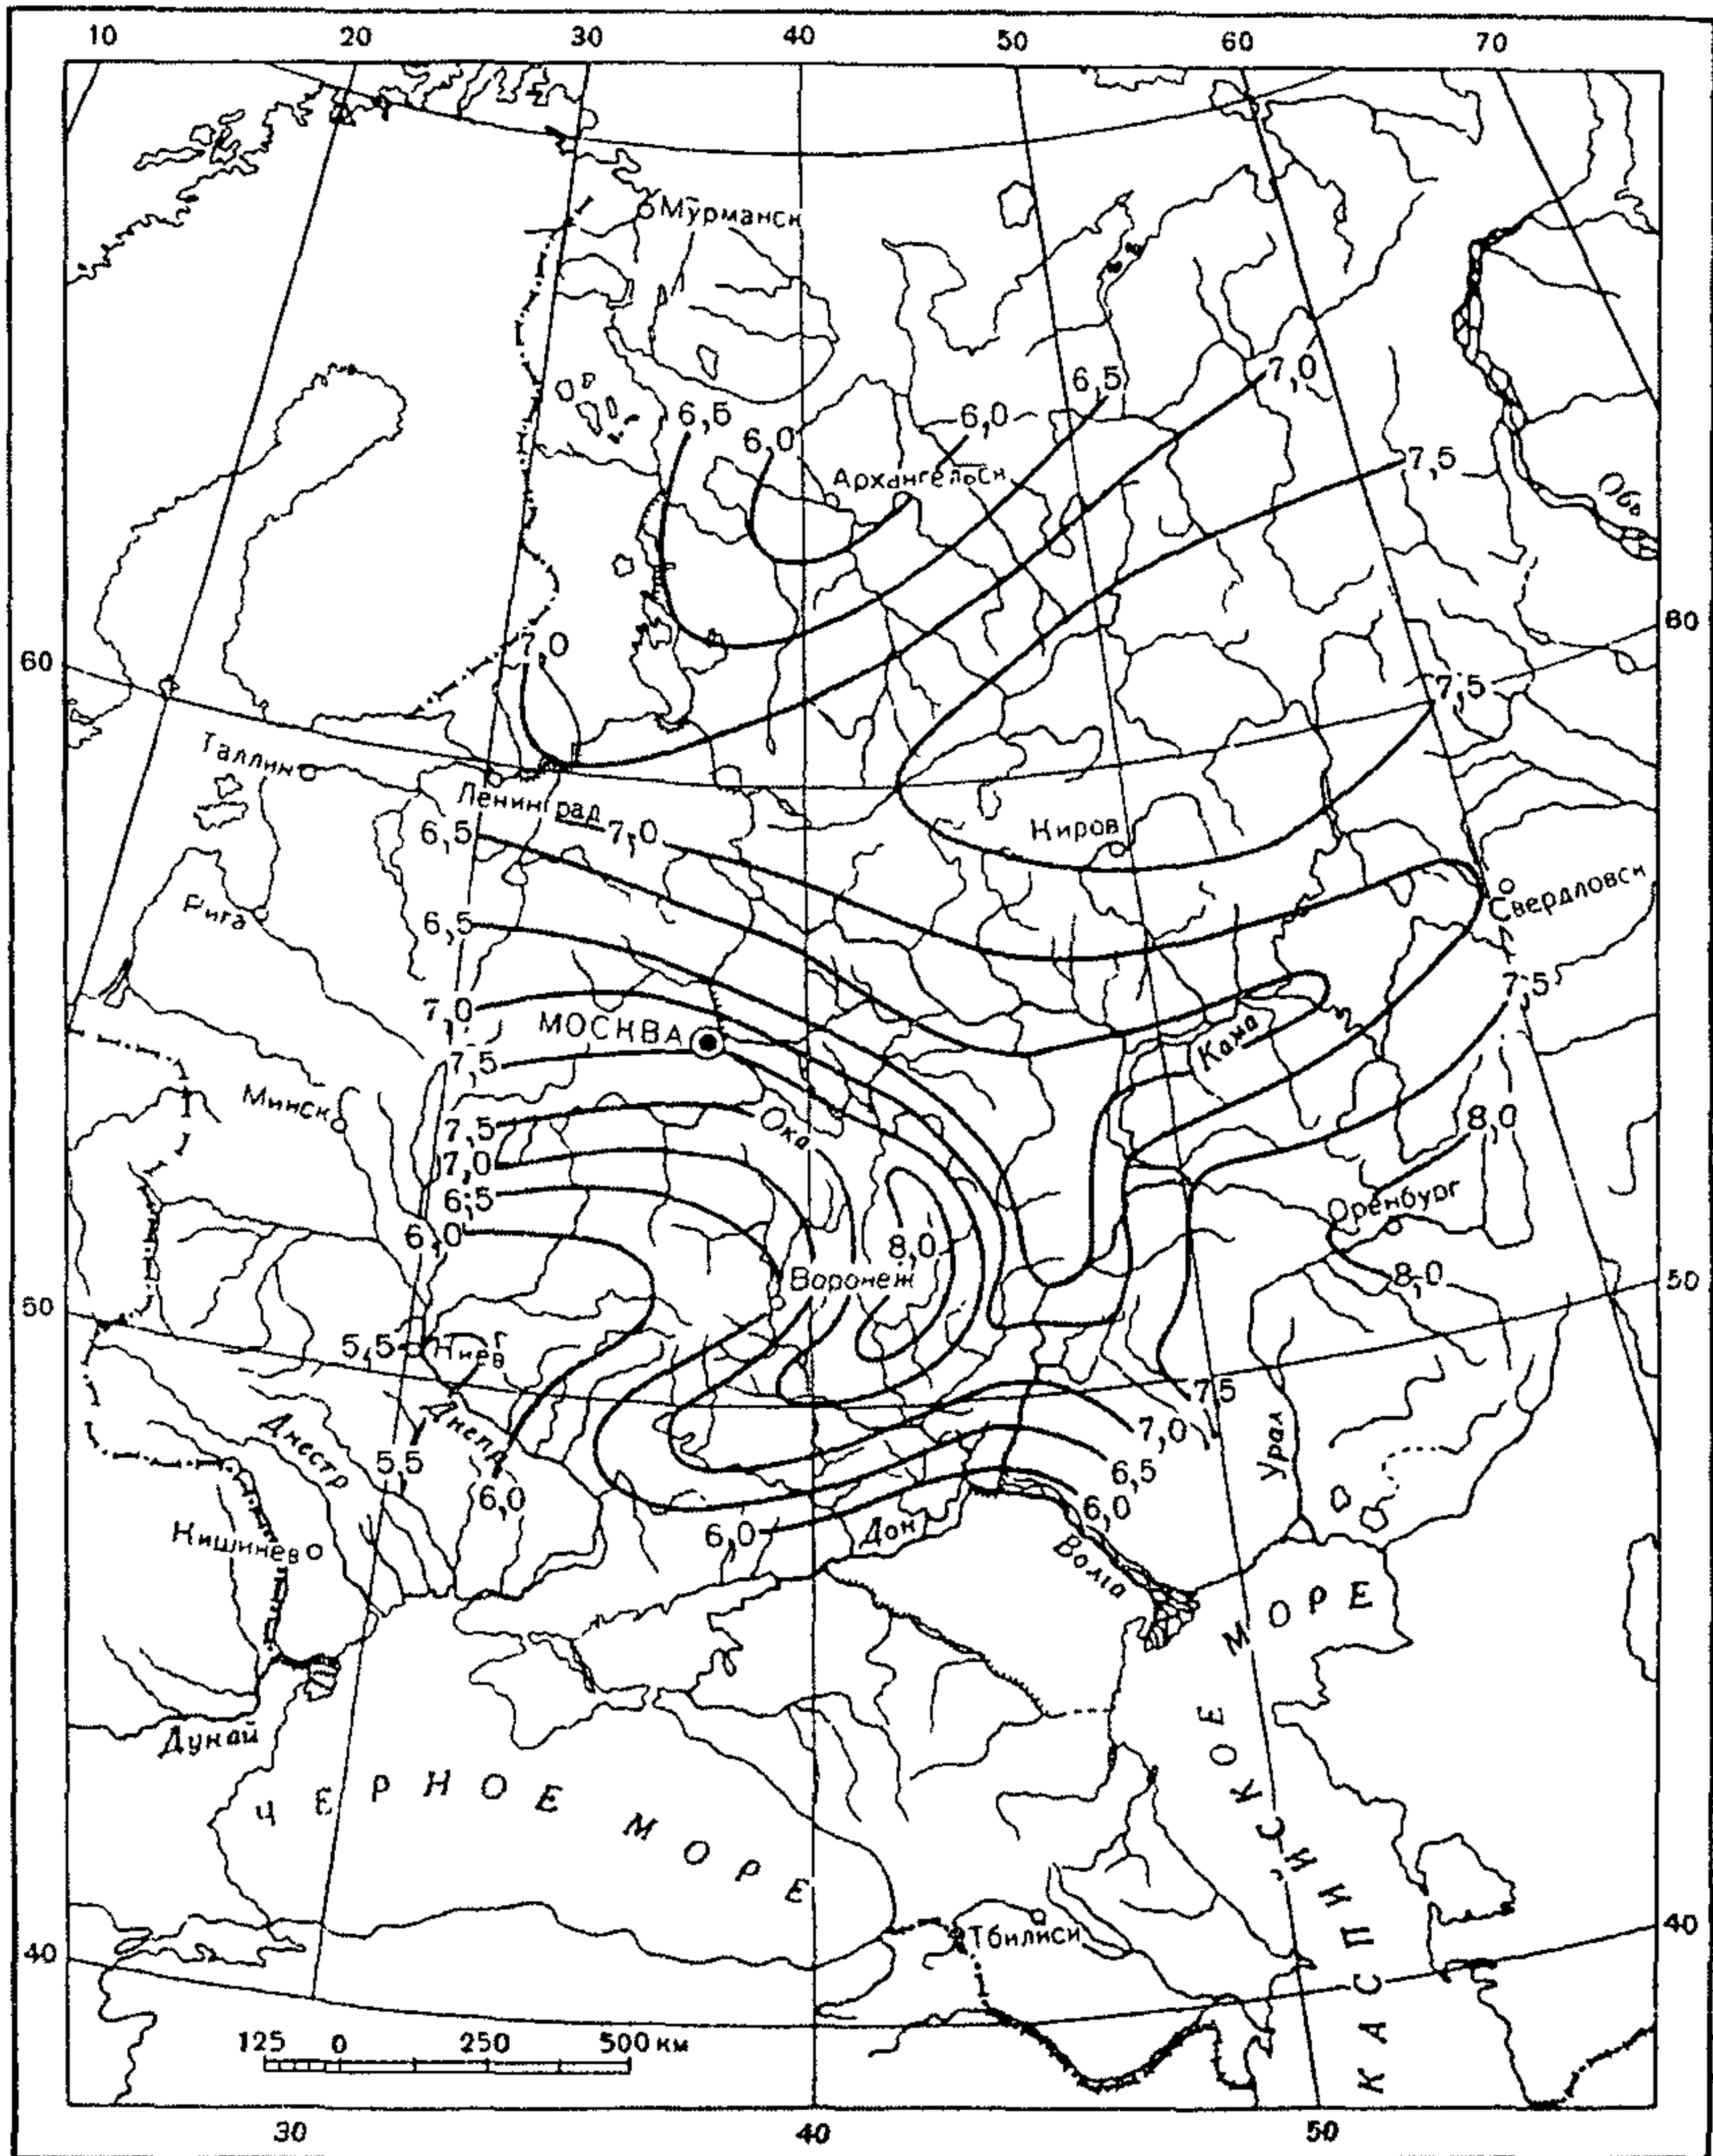 10 20 30 40 50 60 70
Мурманск
6,5
7,0
6,5
6,0
6,0
7,5
Архангельск
Обь
60
60
7,0
7,5
Таллин
Ленинград
7,0
6,5
Киров
Свердловск
Рига
6,5
7,5
7,0
МОСКВА
Кама
7,5
Минск
Ока
8,0
7,5
7,0
6,5
Оренбург
6,0
8,0
Воронеж
8,0
50
50
5,5
Киев
7,5
Днестр
Днепр
7,0
Урал
5,5
6,5
6,0
6,0
6,0
Дон
Кишинев
Волга
Дунай
ЧЕРНОЕ МОРЕ
КАСПИЙСКОЕ МОРЕ
Тбилиси
40
40
125 0 250 500 км
30 40 50